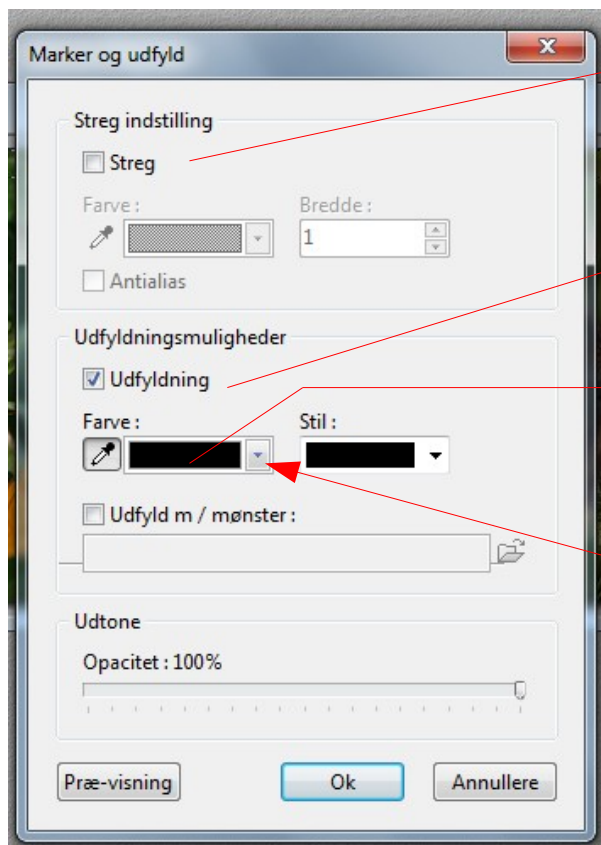 Marker og udfyld
Streg indstilling
Streg
Farve : Bredde :
1
Antialias
Udfyldningsmuligheder
Udfyldning
Farve : Stil :
Udfyld m / mønster :
Udtone
Opacitet : 100%
Præ-visning Ok Annullere